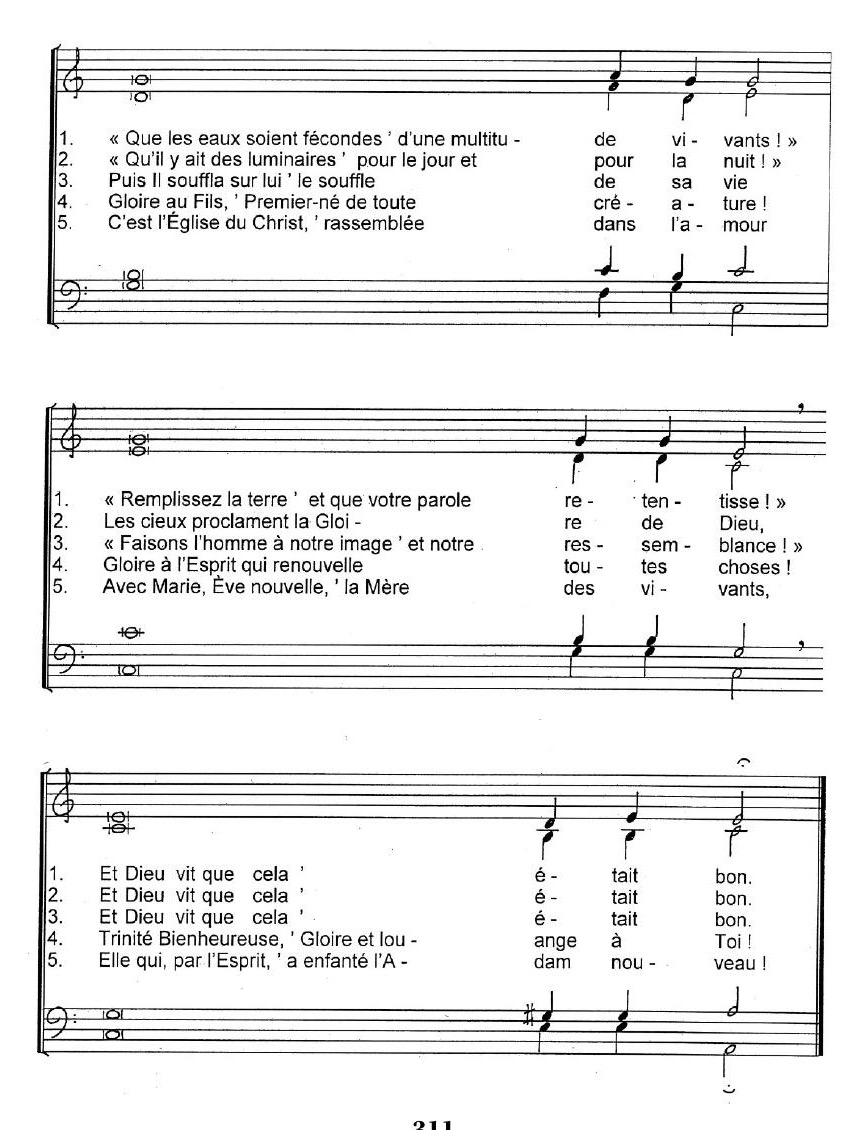 1. « Que les eaux soient fécondes ' d'une multitu - de vi - vants ! »
2. « Qu'il y ait des luminaires ' pour le jour et pour la nuit ! »
3. Puis Il souffla sur lui ' le souffle de sa vie
4. Gloire au Fils, ' Premier-né de toute cré - a - ture !
5. C'est l'Église du Christ, ' rassemblée dans l'a - mour
1. « Remplissez la terre ' et que votre parole re - ten - tisse ! »
2. Les cieux proclament la Gloi - re de Dieu,
3. « Faisons l'homme à notre image ' et notre res - sem - blance ! »
4. Gloire à l'Esprit qui renouvelle tou - tes choses !
5. Avec Marie, Ève nouvelle, ' la Mère des vi - vants,
1. Et Dieu vit que cela ' é - tait bon.
2. Et Dieu vit que cela ' é - tait bon.
3. Et Dieu vit que cela ' é - tait bon.
4. Trinité Bienheureuse, ' Gloire et lou - ange à Toi !
5. Elle qui, par l'Esprit, ' a enfanté l'A - dam nou - veau !
311